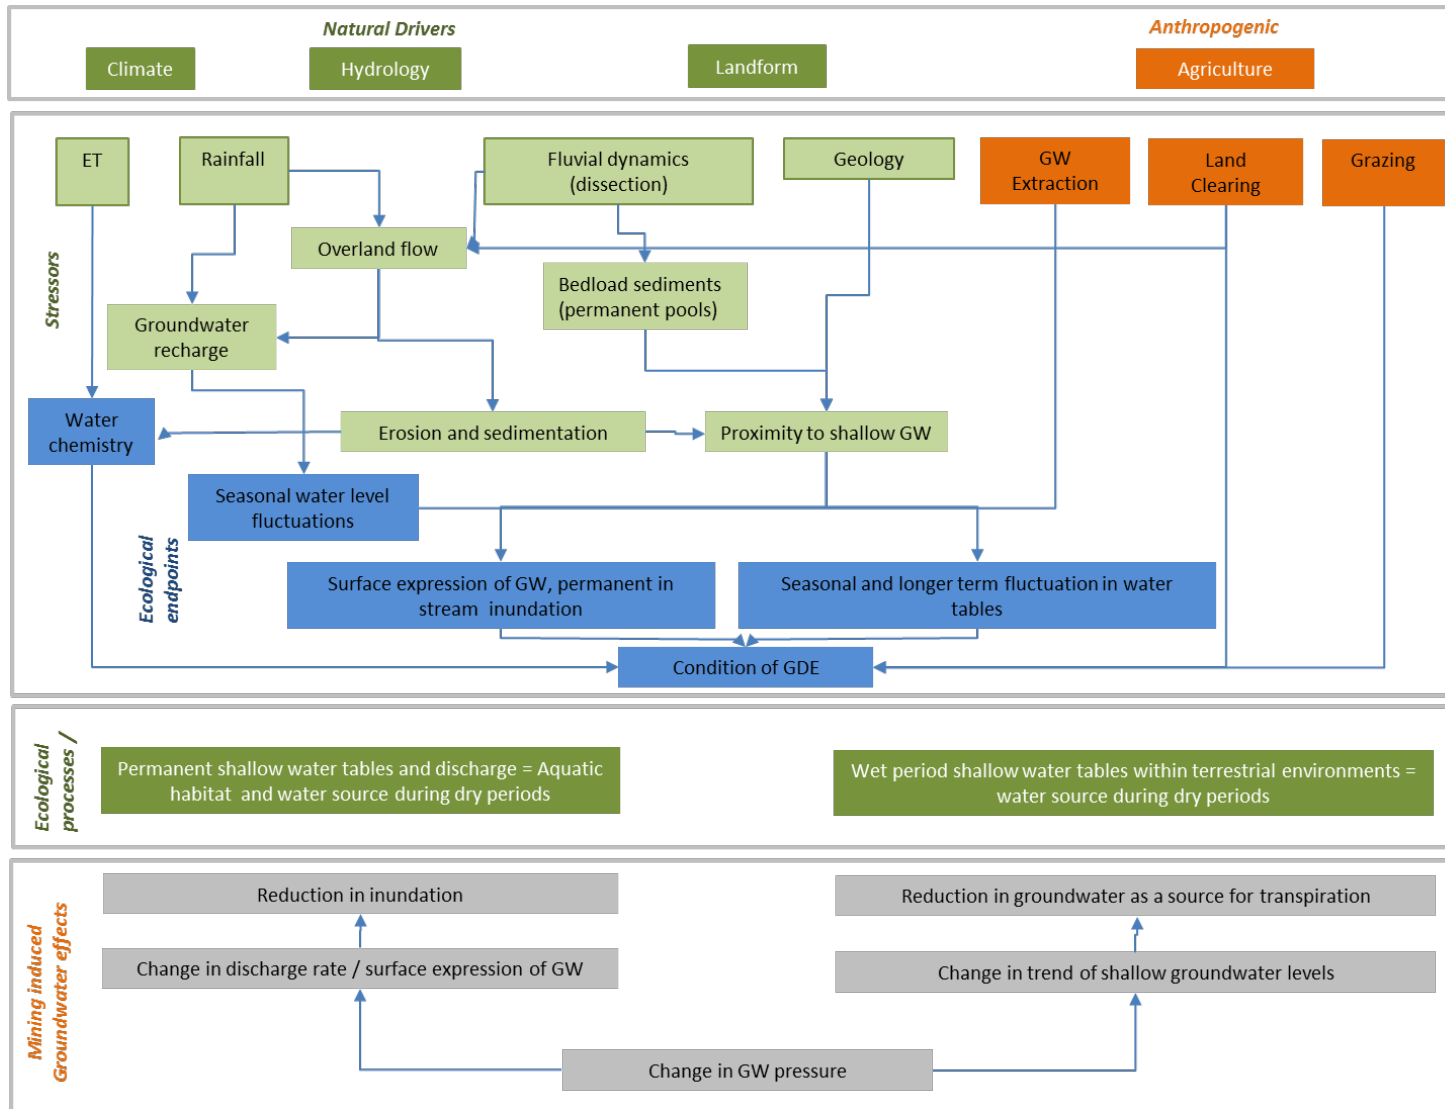 Natural Drivers
Anthropogenic
Climate
Hydrology
Landform
Agriculture
Stressors
ET
Rainfall
Fluvial dynamics
(dissection)
Geology
GW
Extraction
Land
Clearing
Grazing
Overland flow
Bedload sediments
(permanent pools)
Groundwater
recharge
Water
chemistry
Erosion and sedimentation
Proximity to shallow GW
Ecological
endpoints
Seasonal water level
fluctuations
Surface expression of GW, permanent in
stream inundation
Seasonal and longer term fluctuation in water
tables
Condition of GDE
Ecological
processes /
Permanent shallow water tables and discharge = Aquatic
habitat and water source during dry periods
Wet period shallow water tables within terrestrial environments =
water source during dry periods
Mining induced
Groundwater effects
Reduction in inundation
Reduction in groundwater as a source for transpiration
Change in discharge rate / surface expression of GW
Change in trend of shallow groundwater levels
Change in GW pressure